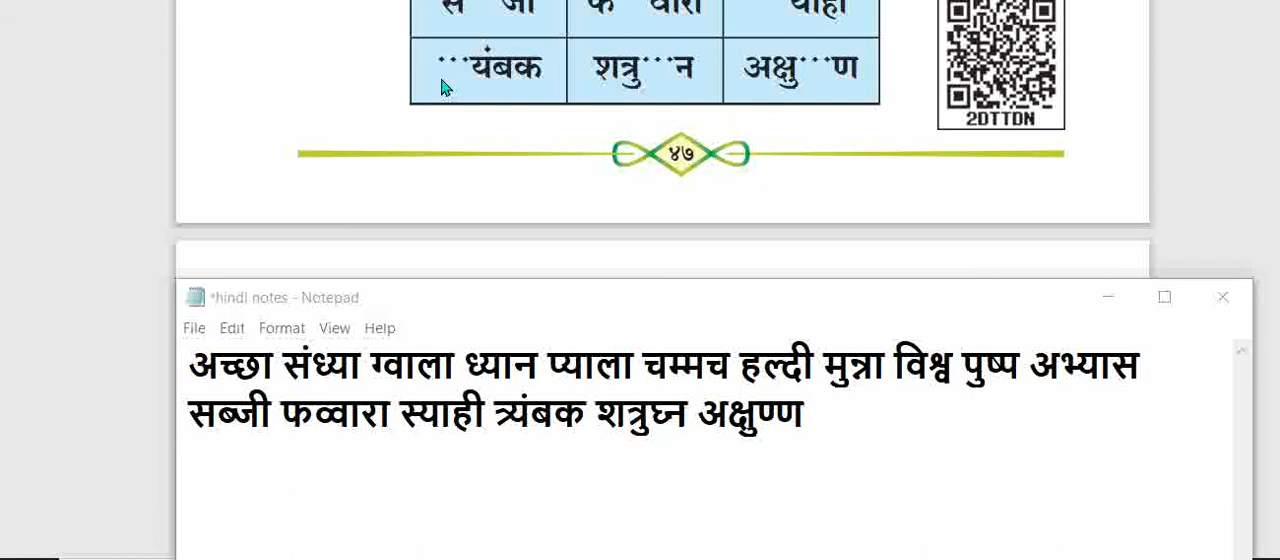 स॰॰॰जी फ॰॰॰वारा ॰॰॰याही
···यंबक शत्रु···न अक्षु···ण
2DTTDN
४७
*hindi notes - Notepad
File Edit Format View Help
अच्छा संध्या ग्वाला ध्यान प्याला चम्मच हल्दी मुन्ना विश्व पुष्प अभ्यास
सब्जी फव्वारा स्याही त्र्यंबक शत्रुघ्न अक्षुण्ण